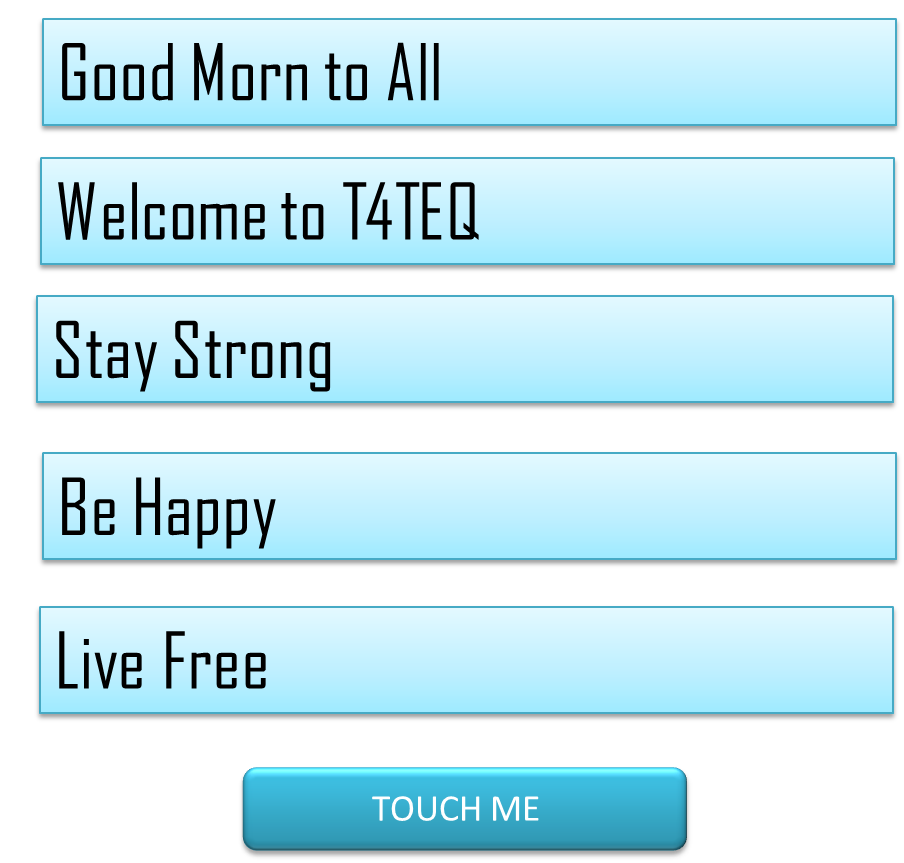 Good Morn to All
Welcome to T4TEQ
Stay Strong
Be Happy
Live Free
TOUCH ME